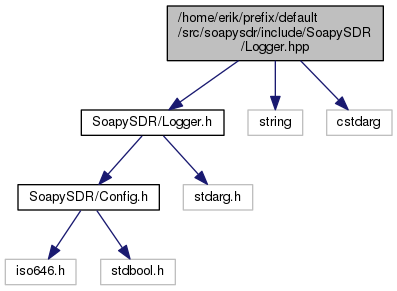 /home/erik/prefix/default
/src/soapysdr/include/SoapySDR
/Logger.hpp
SoapySDR/Logger.h
string
cstdarg
SoapySDR/Config.h
stdarg.h
iso646.h
stdbool.h